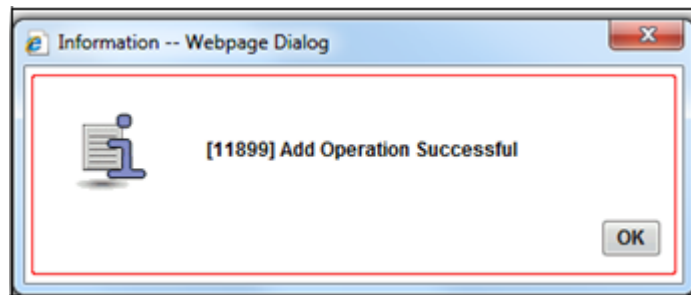 Information -- Webpage Dialog
[11899] Add Operation Successful
OK